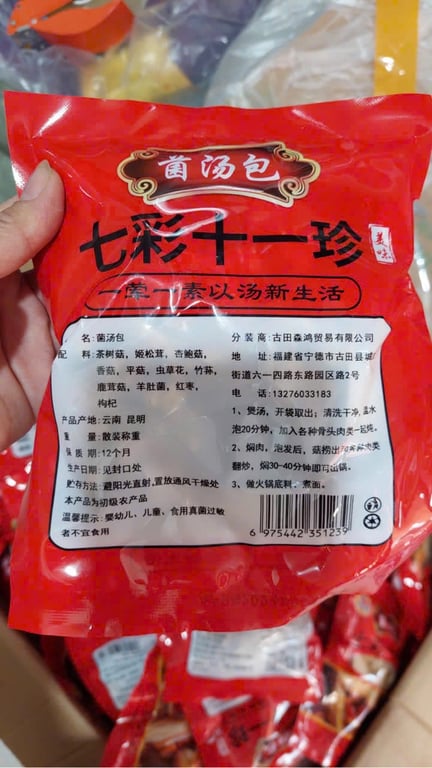 菌汤包
七彩十一珍
美味
一荤一素以汤新生活
名:菌汤包
配 料:茶树菇,姬松茸,杏鲍菇,
香菇,平菇,虫草花,竹荪,
鹿茸菇,羊肚菌,红枣,
枸杞
产品产地:云南 昆明
重 量:散装称重
保 质 期:12个月
生产日期:见封口处
贮存方法:避阳光直射,置放通风干燥处
本产品为初级农产品
温馨提示:婴幼儿、儿童、食用真菌过敏
者不宜食用
分 装 商:古田森鸿贸易有限公司
地 址:福建省宁德市古田县城
街道六一四路东路园区路2号
电 话:13276033183
1、煲汤,开袋取出;清洗干净,温水
泡20分钟,加入各种骨头肉类一起炖。
2、焖肉,泡发后,菇捞出和各种肉类
翻炒,焖30-40分钟即可出锅。
3、做火锅底料,煮面。
6 975442 351239